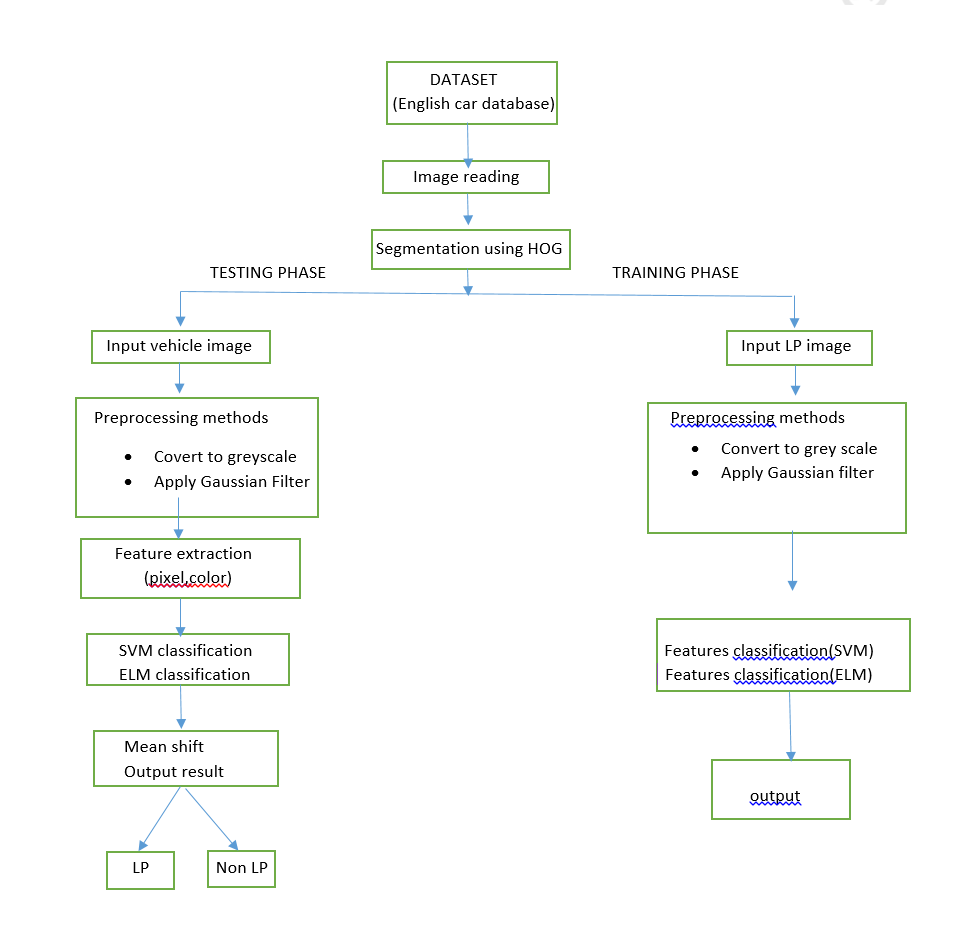 DATASET
(English car database)
Image reading
Segmentation using HOG
TESTING PHASE
TRAINING PHASE
Input vehicle image
Preprocessing methods
• Covert to greyscale
• Apply Gaussian Filter
Feature extraction
(pixel,color)
SVM classification
ELM classification
Mean shift
Output result
LP
Non LP
Input LP image
Preprocessing methods
• Convert to grey scale
• Apply Gaussian filter
Features classification(SVM)
Features classification(ELM)
output